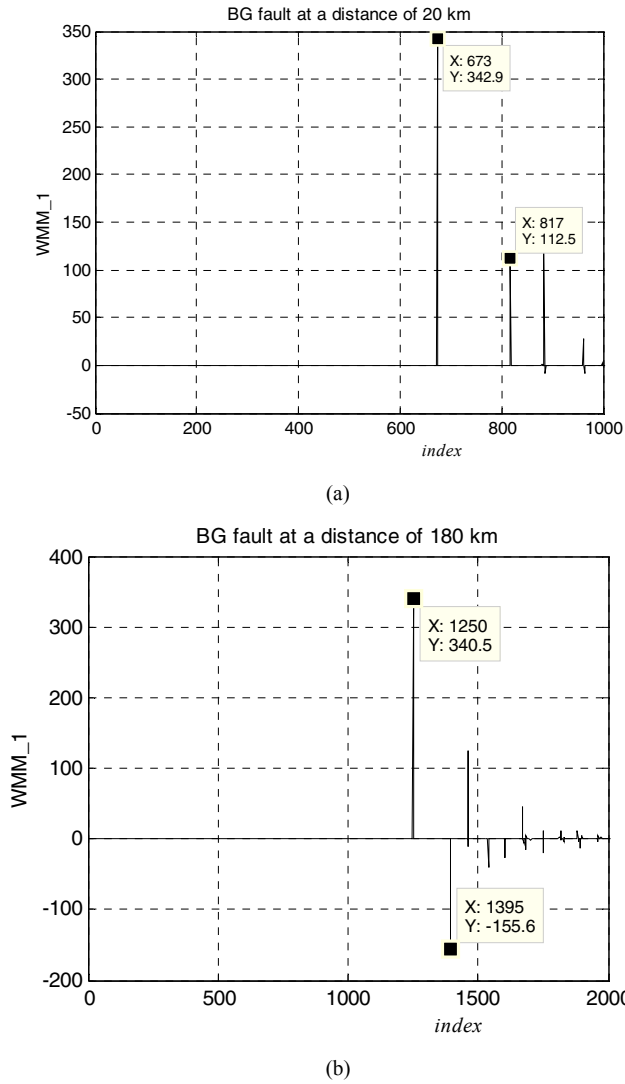 BG fault at a distance of 20 km
350
300
250
200
150
100
50
0
-50
WMM_1
X: 673
Y: 342.9
X: 817
Y: 112.5
0 200 400 600 800 1000
index
(a)
BG fault at a distance of 180 km
400
300
200
100
0
-100
-200
WMM_1
X: 1250
Y: 340.5
X: 1395
Y: -155.6
0 500 1000 1500 2000
index
(b)